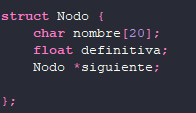 struct Nodo {
    char nombre[20];
    float definitiva;
    Nodo *siguiente;
};